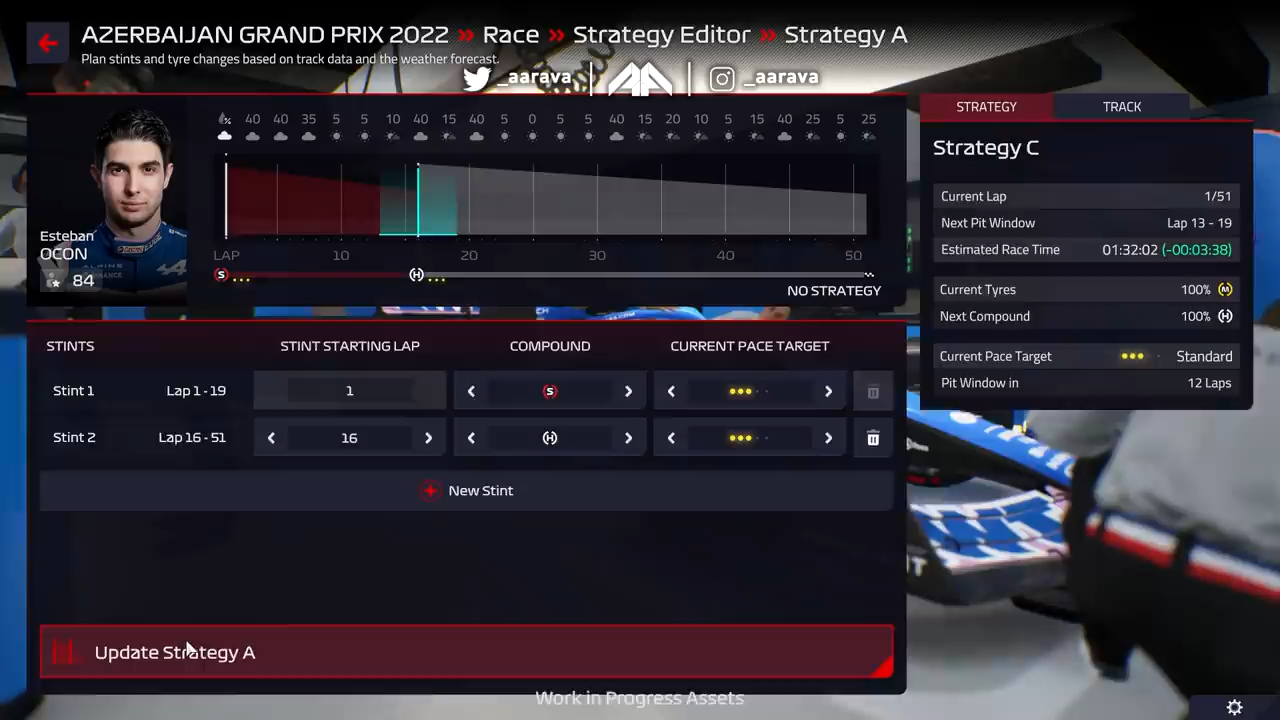 AZERBAIJAN GRAND PRIX 2022 » Race » Strategy Editor » Strategy A
Plan stints and tyre changes based on track data and the weather forecast.
_aarava | | _aarava
STRATEGY TRACK
% 40 40 35 5 5 10 40 15 40 5 0 5 5 40 15 20 10 5 15 40 25 5 25
Strategy C
Current Lap 1/51
Next Pit Window Lap 13 - 19
Estimated Race Time 01:32:02 (-00:03:38)
Esteban
OCON
84
LAP 10 20 30 40 50
S H
NO STRATEGY
Current Tyres 100% M
Next Compound 100% H
Current Pace Target Standard
Pit Window in 12 Laps
STINTS STINT STARTING LAP COMPOUND CURRENT PACE TARGET
Stint 1 Lap 1 - 19 1 S
Stint 2 Lap 16 - 51 16 H
New Stint
Update Strategy A
Work in Progress Assets